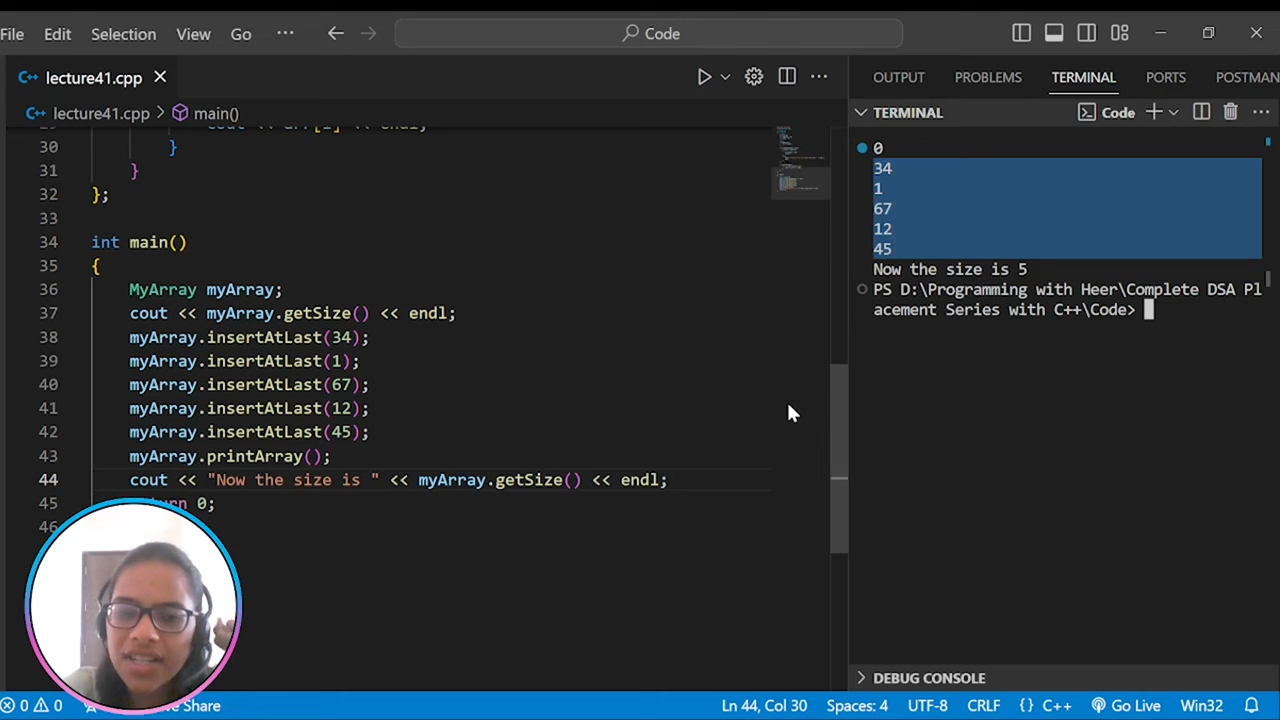 File Edit Selection View Go ··· Code
lecture41.cpp
OUTPUT PROBLEMS TERMINAL PORTS POSTMAN
lecture41.cpp > main()
TERMINAL Code
30 }
31 }
32 };
33
34 int main()
35 {
36 MyArray myArray;
37 cout << myArray.getSize() << endl;
38 myArray.insertAtLast(34);
39 myArray.insertAtLast(1);
40 myArray.insertAtLast(67);
41 myArray.insertAtLast(12);
42 myArray.insertAtLast(45);
43 myArray.printArray();
44 cout << "Now the size is " << myArray.getSize() << endl;
45 return 0;
46
0
34
1
67
12
45
Now the size is 5
PS D:\Programming with Heer\Complete DSA Pl
acement Series with C++\Code>
DEBUG CONSOLE
0 0 Share Ln 44, Col 30 Spaces: 4 UTF-8 CRLF {} C++ Go Live Win32